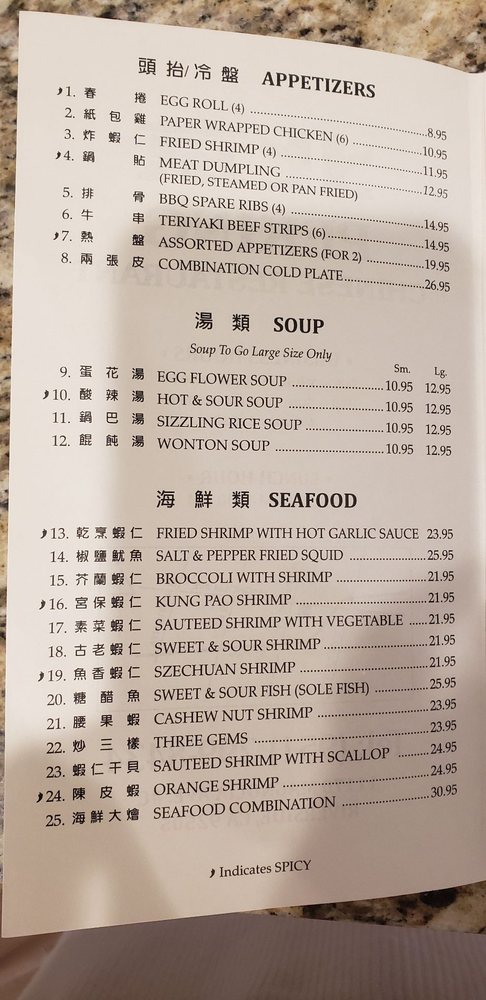 頭抬/冷盤 APPETIZERS
1. 春捲 EGG ROLL (4) 8.95
2. 紙包雞 PAPER WRAPPED CHICKEN (6) 10.95
3. 炸蝦仁 FRIED SHRIMP (4) 11.95
4. 鍋貼 MEAT DUMPLING 12.95
(FRIED, STEAMED OR PAN FRIED)
5. 排骨 BBQ SPARE RIBS (4) 14.95
6. 牛串 TERIYAKI BEEF STRIPS (6) 14.95
7. 熱盤 ASSORTED APPETIZERS (FOR 2) 19.95
8. 兩張皮 COMBINATION COLD PLATE 26.95
湯類 SOUP
Soup To Go Large Size Only
Sm. Lg.
9. 蛋花湯 EGG FLOWER SOUP 10.95 12.95
10. 酸辣湯 HOT & SOUR SOUP 10.95 12.95
11. 鍋巴湯 SIZZLING RICE SOUP 10.95 12.95
12. 餛飩湯 WONTON SOUP 10.95 12.95
海鮮類 SEAFOOD
13. 乾烹蝦仁 FRIED SHRIMP WITH HOT GARLIC SAUCE 23.95
14. 椒鹽魷魚 SALT & PEPPER FRIED SQUID 25.95
15. 芥蘭蝦仁 BROCCOLI WITH SHRIMP 21.95
16. 宮保蝦仁 KUNG PAO SHRIMP 21.95
17. 素菜蝦仁 SAUTEED SHRIMP WITH VEGETABLE 21.95
18. 古老蝦仁 SWEET & SOUR SHRIMP 21.95
19. 魚香蝦仁 SZECHUAN SHRIMP 21.95
20. 糖醋魚 SWEET & SOUR FISH (SOLE FISH) 25.95
21. 腰果蝦 CASHEW NUT SHRIMP 23.95
22. 炒三樣 THREE GEMS 23.95
23. 蝦仁干貝 SAUTEED SHRIMP WITH SCALLOP 24.95
24. 陳皮蝦 ORANGE SHRIMP 24.95
25. 海鮮大燴 SEAFOOD COMBINATION 30.95
Indicates SPICY